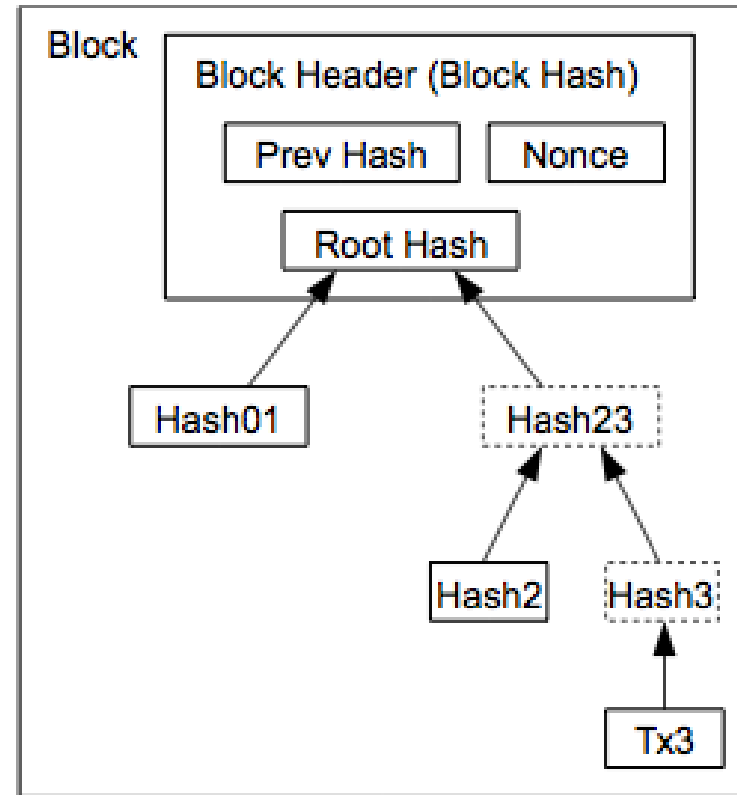 Block
Block Header (Block Hash)
Prev Hash
Nonce
Root Hash
Hash01
Hash23
Hash2
Hash3
Tx3